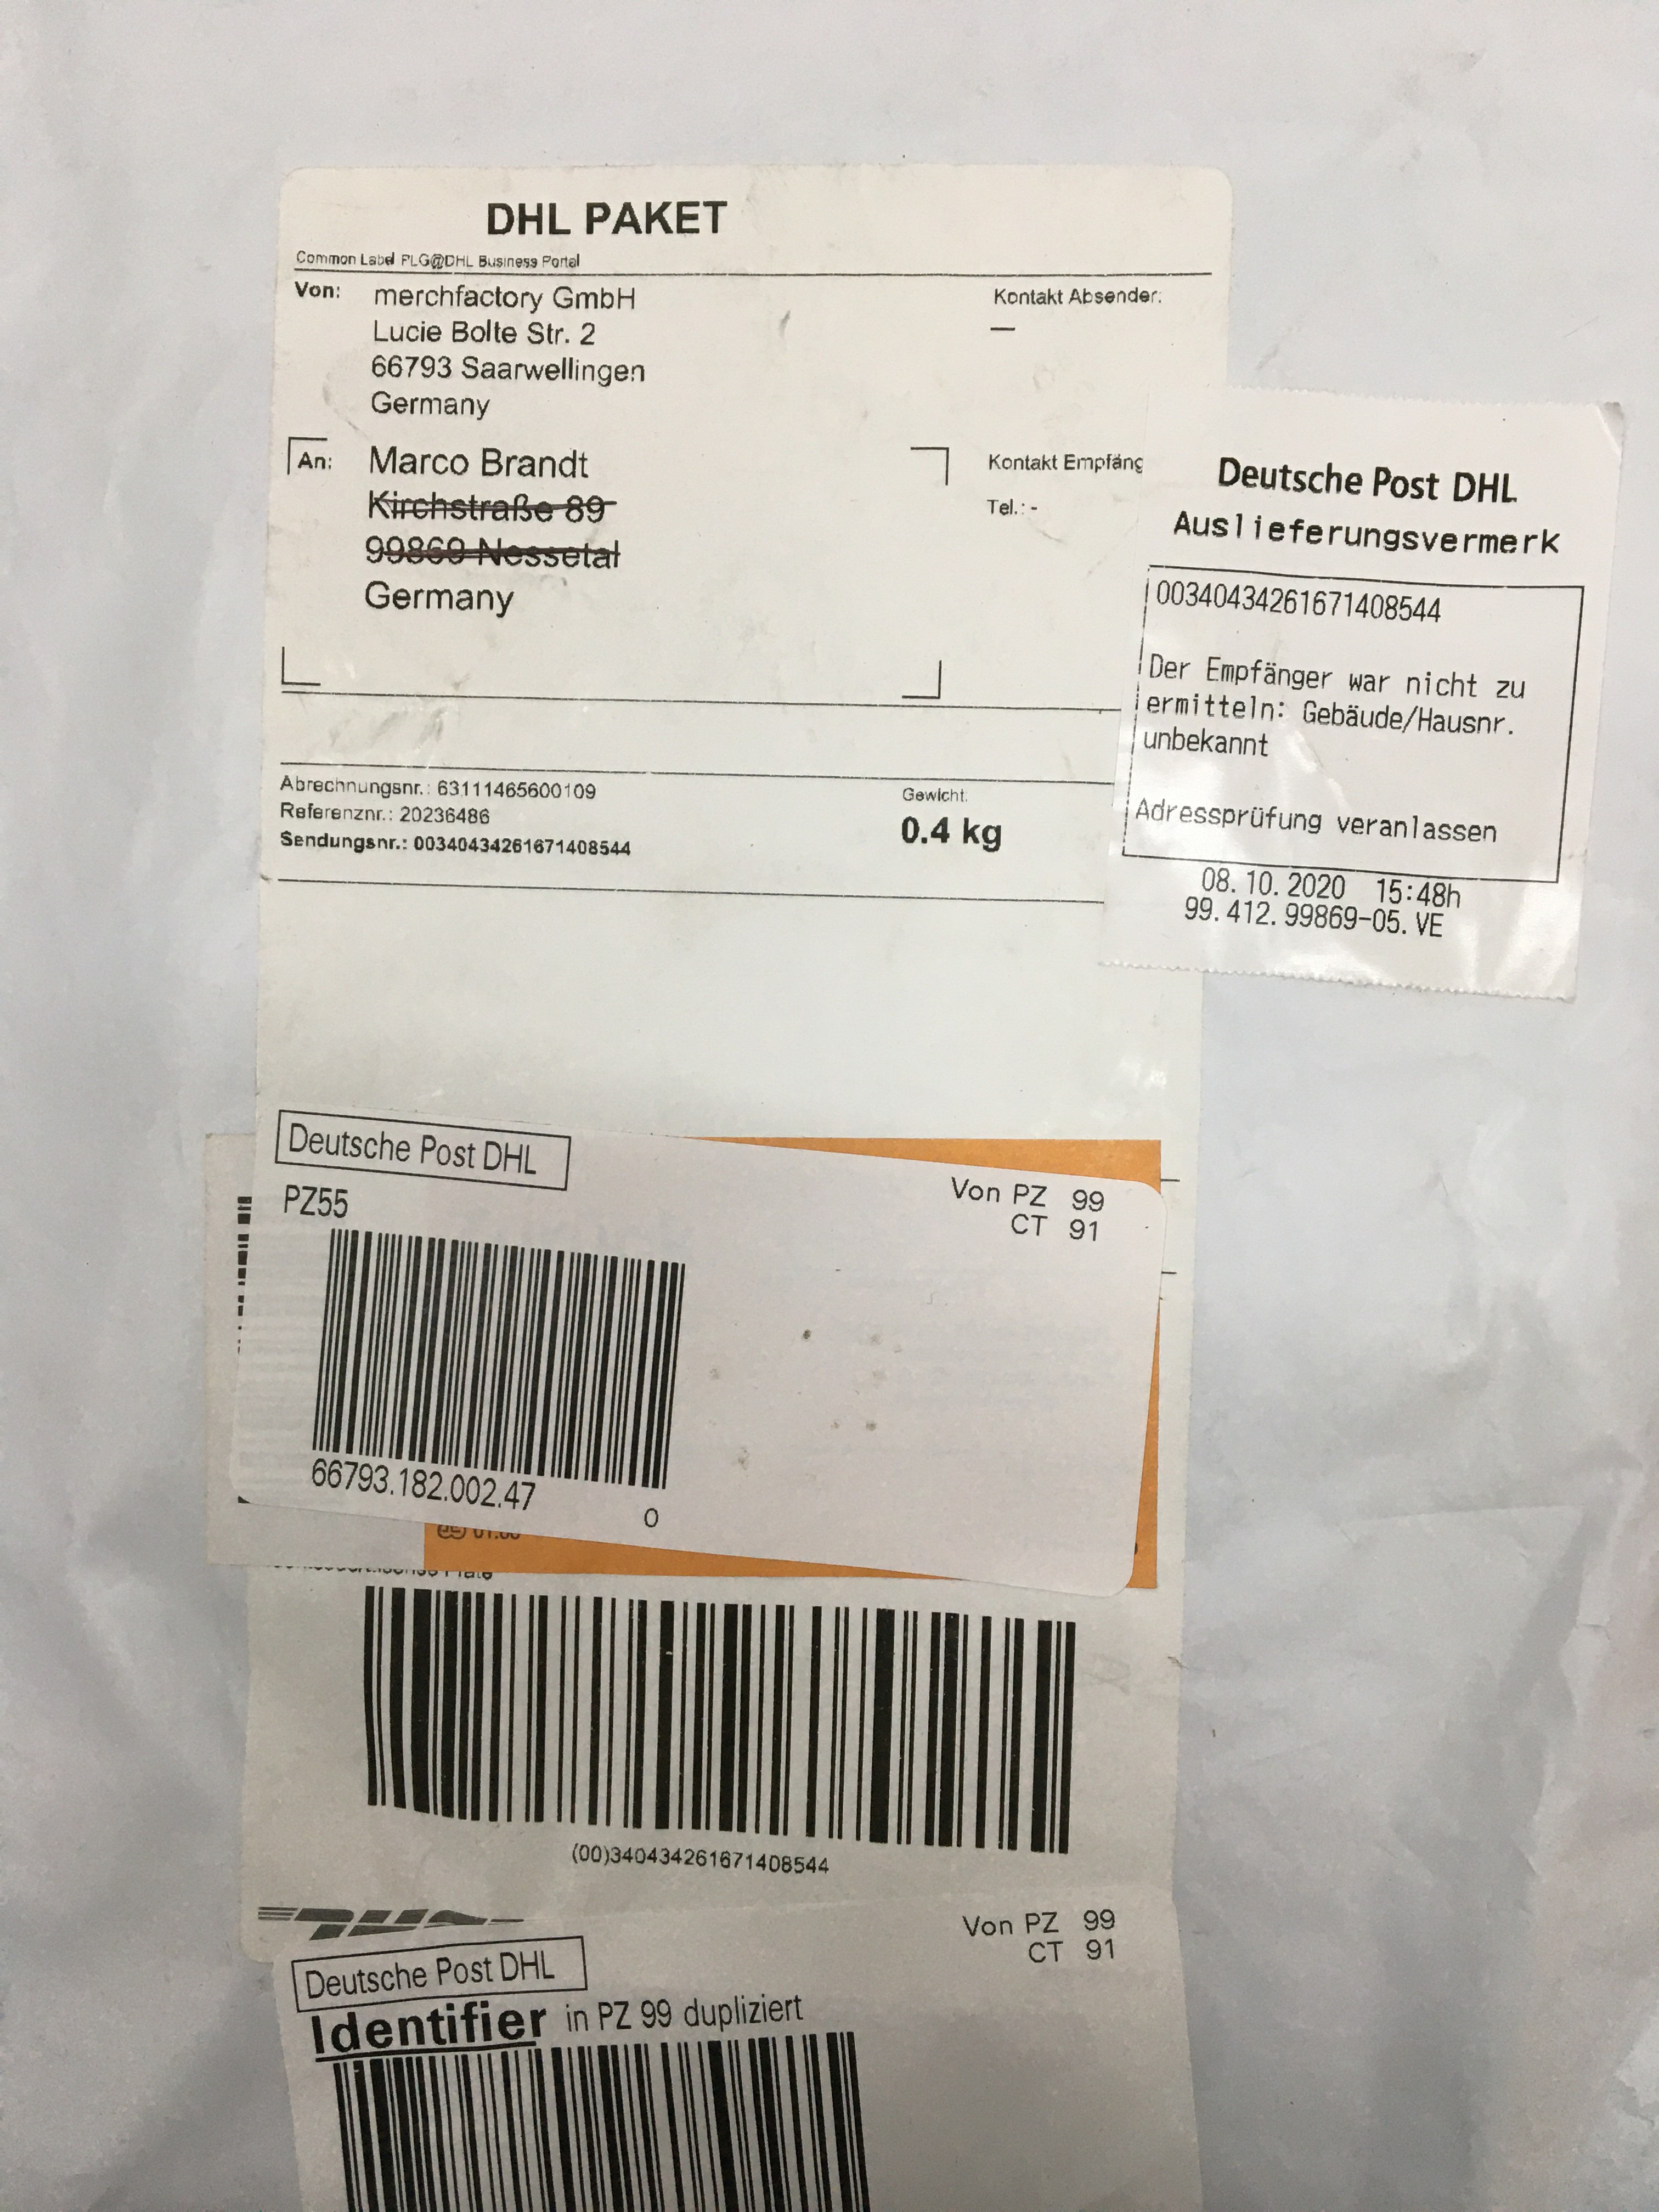 DHL PAKET
Common Label PLG@DHL Business Portal
Von: merchfactory GmbH
Lucie Bolte Str. 2
66793 Saarwellingen
Germany
Kontakt Absender:
—
An: Marco Brandt
Kirchstraße 89
99869 Nessetal
Germany
Kontakt Empfäng
Tel.: -
Abrechnungsnr.: 63111465600109
Referenznr.: 20236486
Sendungsnr.: 00340434261671408544
Gewicht:
0.4 kg
Deutsche Post DHL
Auslieferungsvermerk
00340434261671408544
Der Empfänger war nicht zu
ermitteln: Gebäude/Hausnr.
unbekannt
Adressprüfung veranlassen
08.10.2020 15:48h
99.412.99869-05.VE
Deutsche Post DHL
PZ55
Von PZ 99
CT 91
66793.182.002.47
0
(00)340434261671408544
Von PZ 99
CT 91
Deutsche Post DHL
Identifier in PZ 99 dupliziert